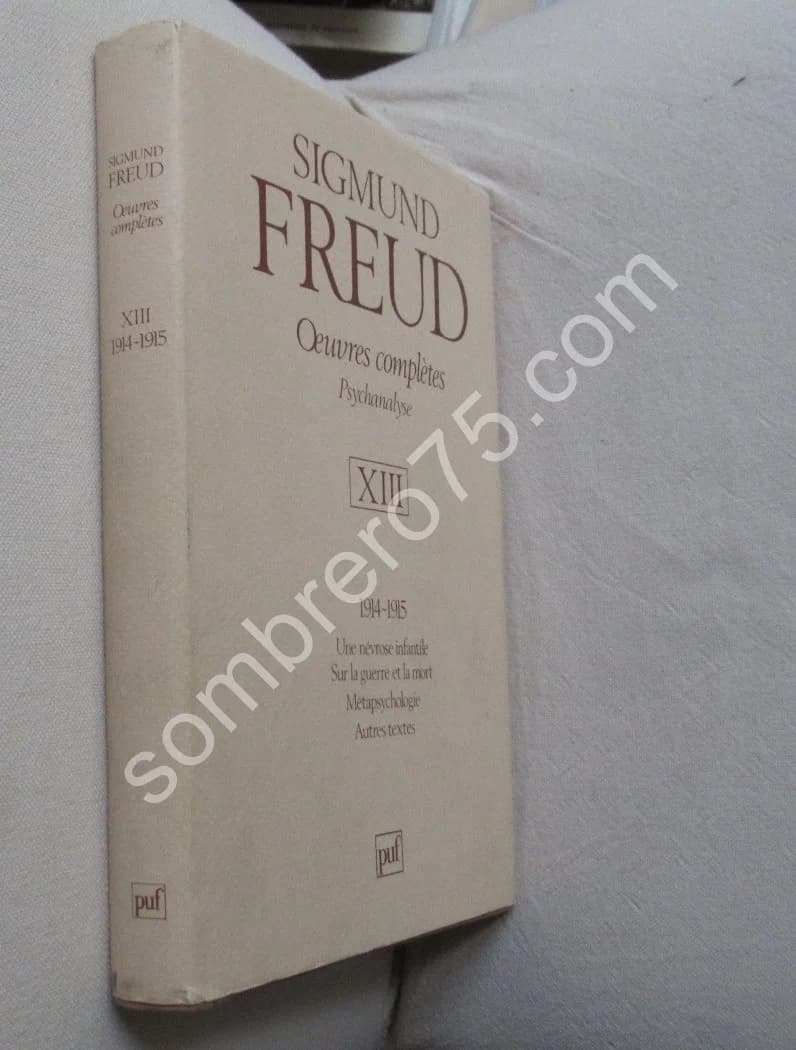 SIGMUND
FREUD
Œuvres
complètes
XIII
1914-1915
puf
SIGMUND
FREUD
Œuvres complètes
Psychanalyse
XIII
1914-1915
Une névrose infantile
Sur la guerre et la mort
Métapsychologie
Autres textes
puf
sombrero75.com